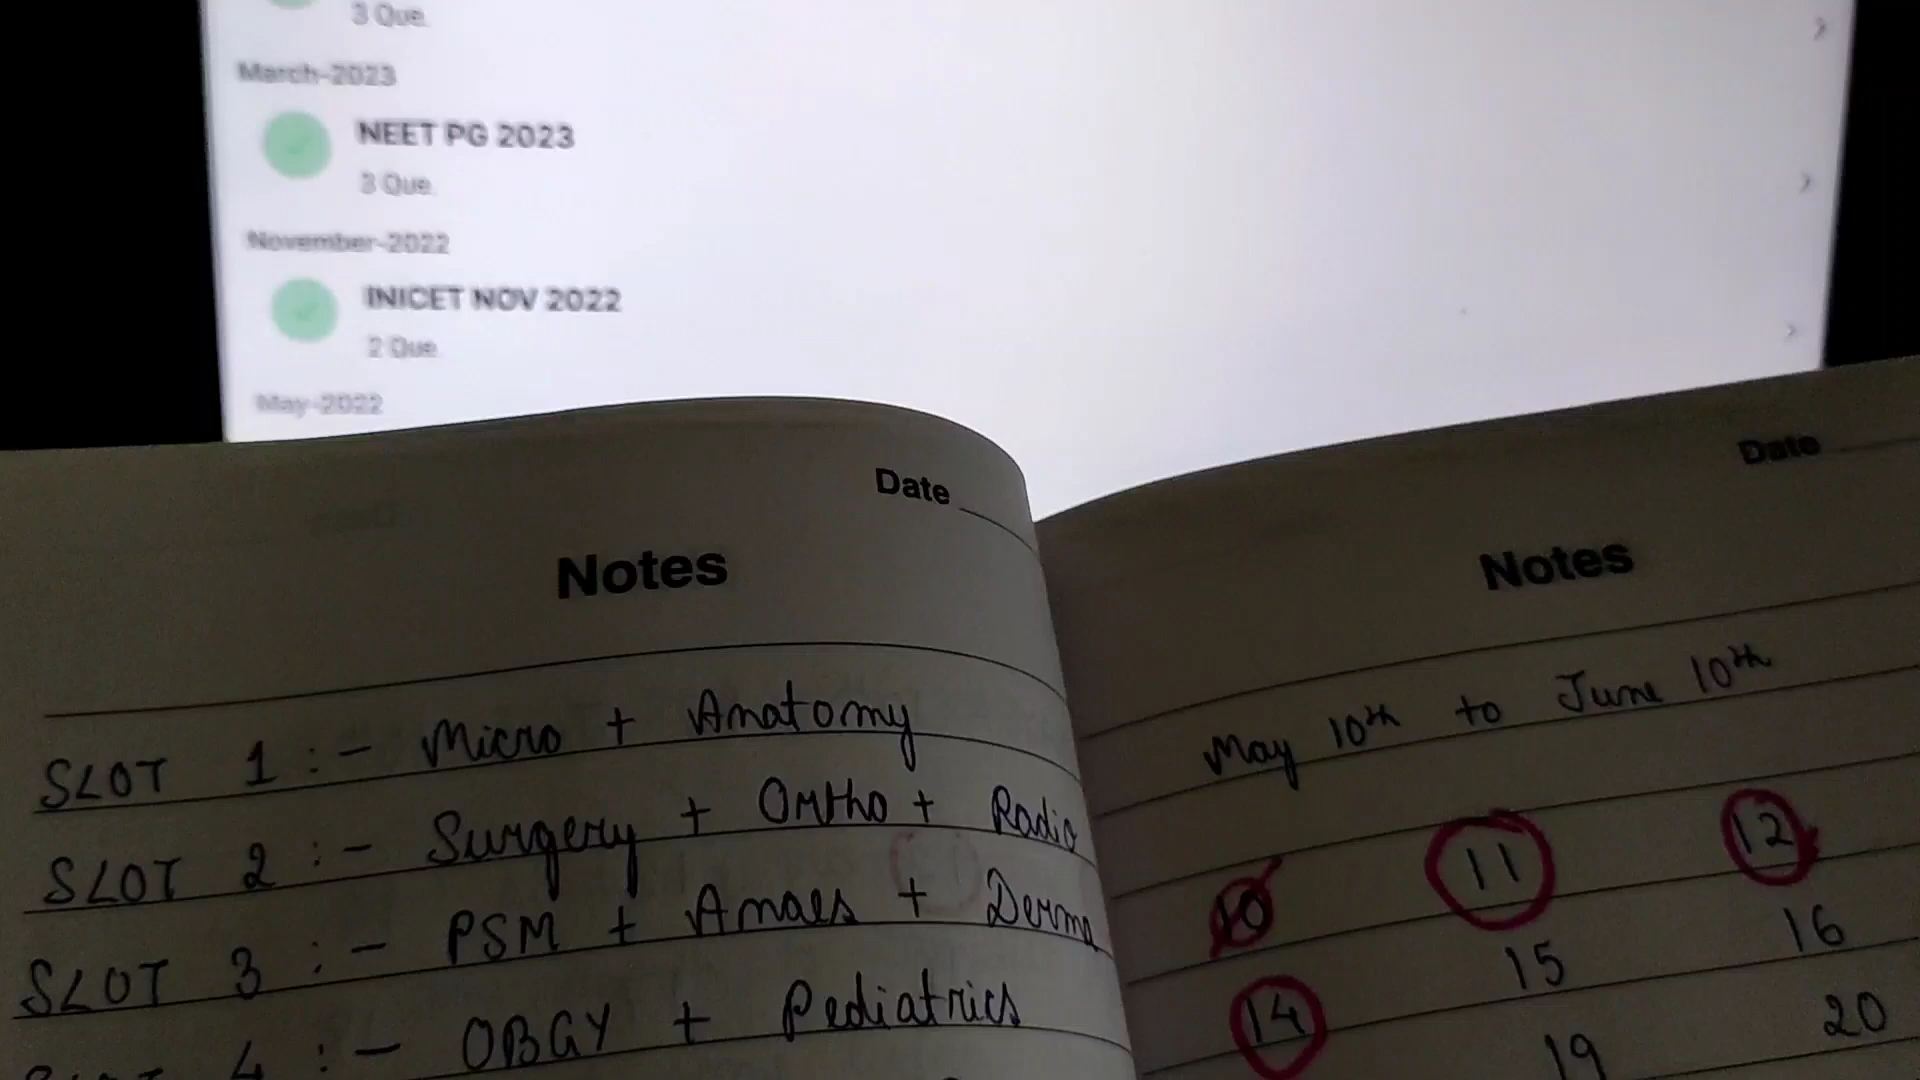 3 Que.
March-2023
NEET PG 2023
3 Que.
November-2022
INICET NOV 2022
2 Que.
May-2022
Date
Notes
SLOT 1 :- Micro + Anatomy
SLOT 2 :- Surgery + Ortho + Radio
SLOT 3 :- PSM + Anaes + Derma
SLOT 4 :- OBGY + Pediatrics
Date
Notes
May 10th to June 10th
10 11 12
14 15 16
19 20